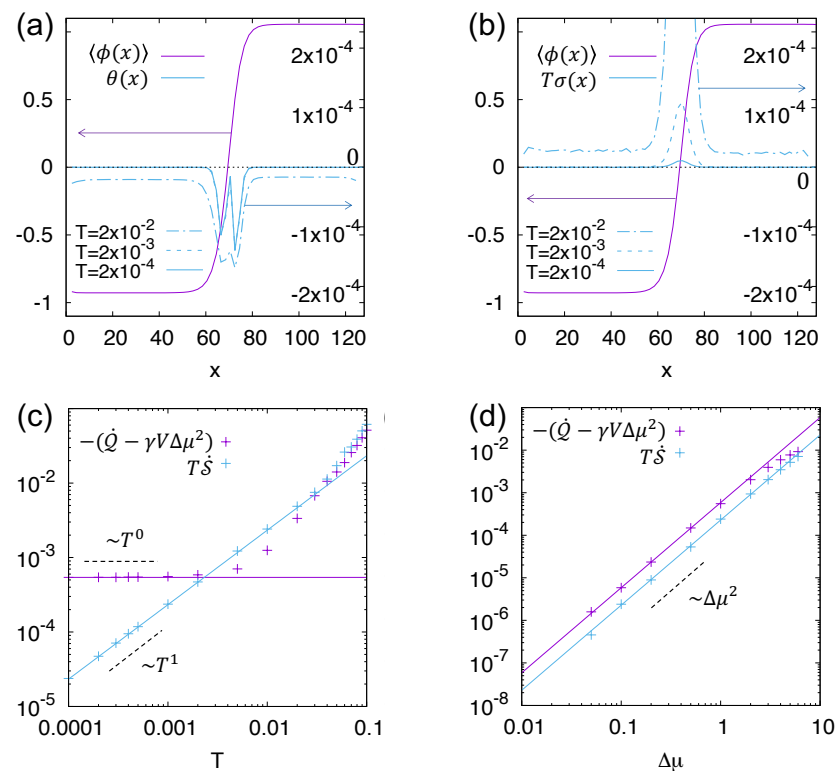 (a)
⟨ϕ(x)⟩
θ(x)
2x10⁻⁴
1x10⁻⁴
0
-1x10⁻⁴
-2x10⁻⁴
0.5
0
-0.5
-1
T=2x10⁻²
T=2x10⁻³
T=2x10⁻⁴
0 20 40 60 80 100 120
x
(b)
⟨ϕ(x)⟩
Tσ(x)
2x10⁻⁴
1x10⁻⁴
0
-1x10⁻⁴
-2x10⁻⁴
0.5
0
-0.5
-1
T=2x10⁻²
T=2x10⁻³
T=2x10⁻⁴
0 20 40 60 80 100 120
x
(c)
−(Q̇ − γVΔμ²)
TṠ
10⁻²
10⁻³
10⁻⁴
10⁻⁵
~T⁰
~T¹
0.0001 0.001 0.01 0.1
T
(d)
−(Q̇ − γVΔμ²)
TṠ
10⁻²
10⁻³
10⁻⁴
10⁻⁵
10⁻⁶
10⁻⁷
10⁻⁸
~Δμ²
0.01 0.1 1 10
Δμ